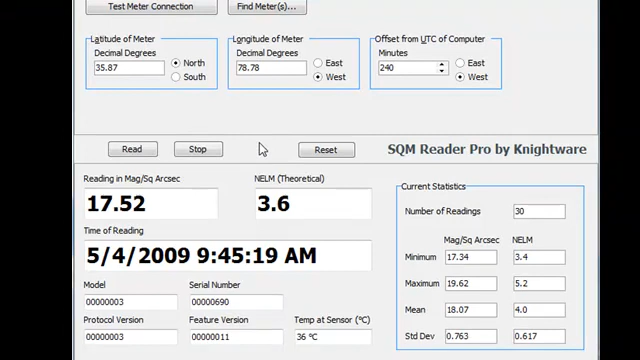 Test Meter Connection Find Meter(s)...
Latitude of Meter Longitude of Meter Offset from UTC of Computer
Decimal Degrees Decimal Degrees Minutes
35.87 North 78.78 East 240 East
South West West
Read Stop Reset SQM Reader Pro by Knightware
Reading in Mag/Sq Arcsec NELM (Theoretical) Current Statistics
17.52 3.6 Number of Readings 30
Time of Reading Mag/Sq Arcsec NELM
5/4/2009 9:45:19 AM Minimum 17.34 3.4
Model Serial Number Maximum 19.62 5.2
00000003 00000690
Protocol Version Feature Version Temp at Sensor (°C) Mean 18.07 4.0
00000003 00000011 36 °C Std Dev 0.763 0.617